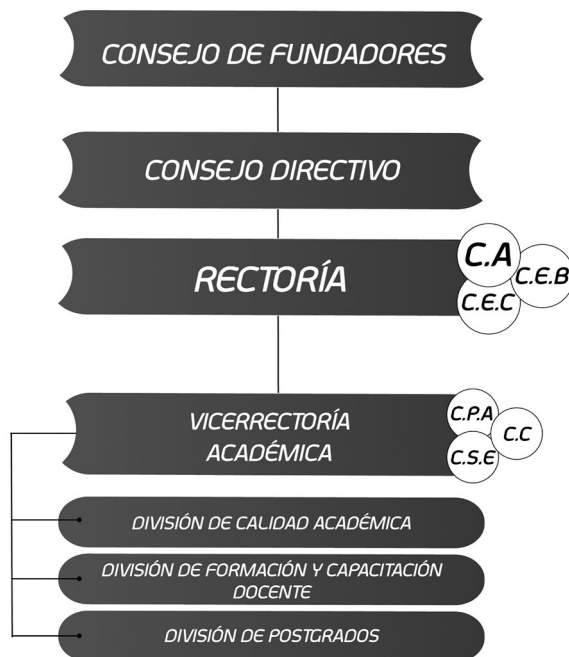 CONSEJO DE FUNDADORES
CONSEJO DIRECTIVO
RECTORÍA
C.A
C.E.B
C.E.C
VICERRECTORÍA
ACADÉMICA
C.P.A
C.C
C.S.E
DIVISIÓN DE CALIDAD ACADÉMICA
DIVISIÓN DE FORMACIÓN Y CAPACITACIÓN
DOCENTE
DIVISIÓN DE POSTGRADOS